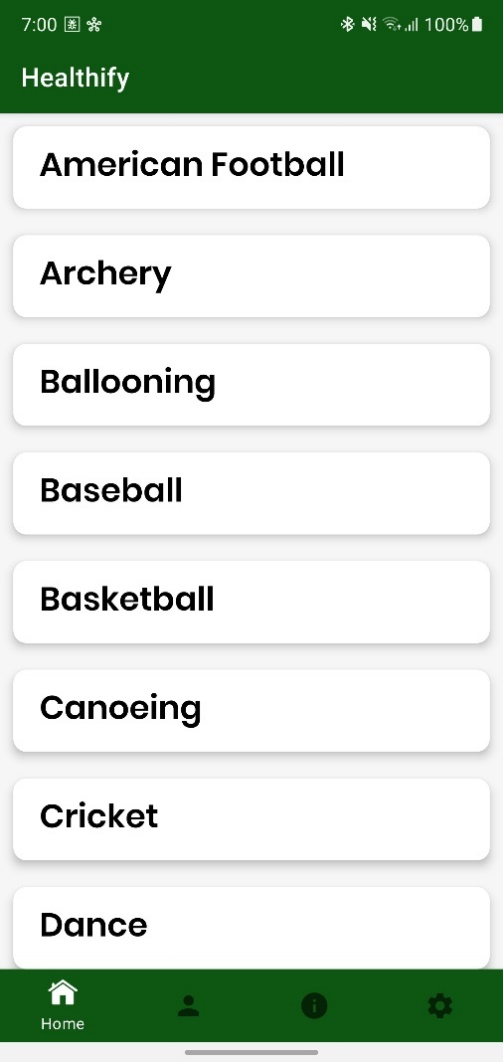 7:00 100%
Healthify
American Football
Archery
Ballooning
Baseball
Basketball
Canoeing
Cricket
Dance
Home